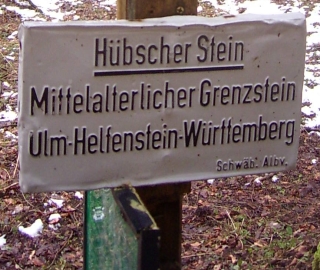 Hübscher Stein
Mittelalterlicher Grenzstein
Ulm-Helfenstein-Württemberg
Schwäb. Albv.